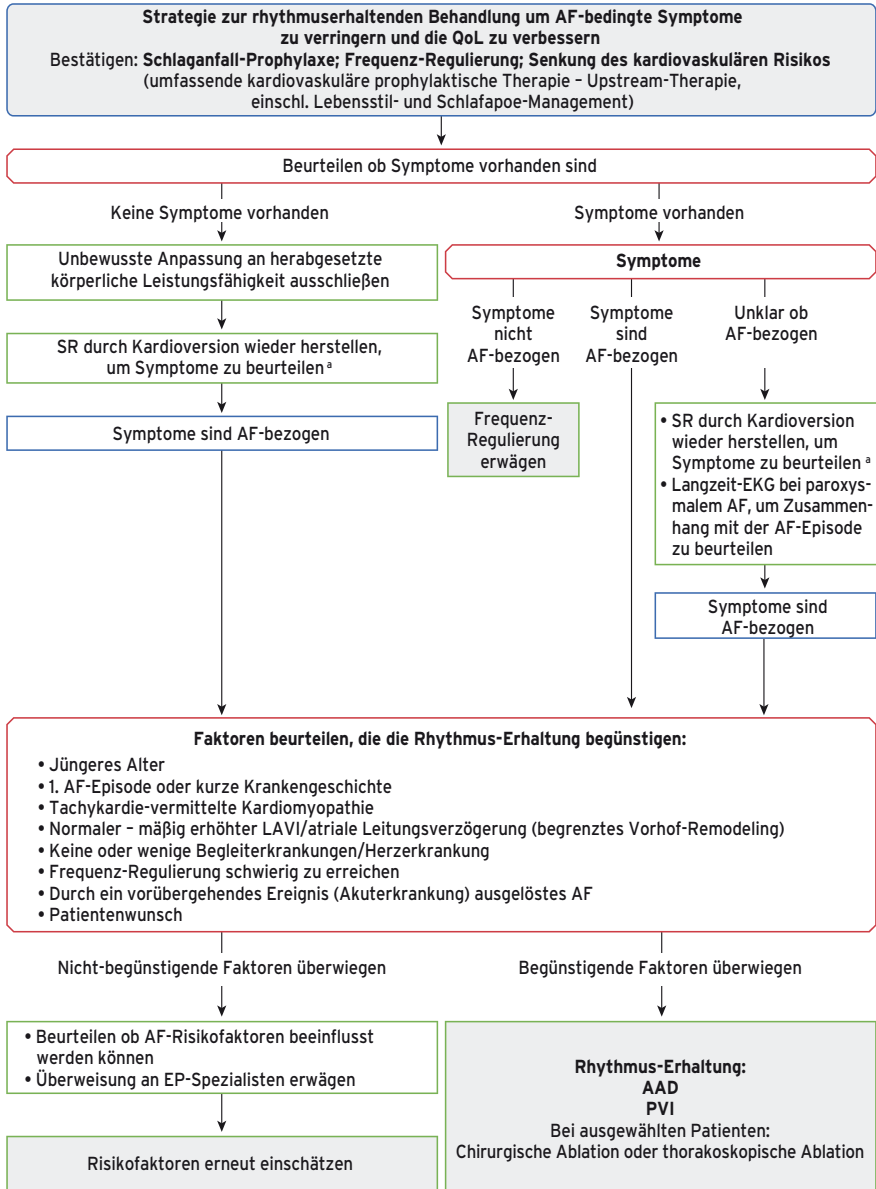 Strategie zur rhythmuserhaltenden Behandlung um AF-bedingte Symptome
zu verringern und die QoL zu verbessern
Bestätigen: Schlaganfall-Prophylaxe; Frequenz-Regulierung; Senkung des kardiovaskulären Risikos
(umfassende kardiovaskuläre prophylaktische Therapie – Upstream-Therapie,
einschl. Lebensstil- und Schlafapoe-Management)
Beurteilen ob Symptome vorhanden sind
Keine Symptome vorhanden
Symptome vorhanden
Unbewusste Anpassung an herabgesetzte
körperliche Leistungsfähigkeit ausschließen
SR durch Kardioversion wieder herstellen,
um Symptome zu beurteilen a
Symptome sind AF-bezogen
Symptome
Symptome
nicht
AF-bezogen
Symptome
sind
AF-bezogen
Unklar ob
AF-bezogen
Frequenz-
Regulierung
erwägen
• SR durch Kardioversion
wieder herstellen, um
Symptome zu beurteilen a
• Langzeit-EKG bei paroxys-
malem AF, um Zusammen-
hang mit der AF-Episode
zu beurteilen
Symptome sind
AF-bezogen
Faktoren beurteilen, die die Rhythmus-Erhaltung begünstigen:
• Jüngeres Alter
• 1. AF-Episode oder kurze Krankengeschichte
• Tachykardie-vermittelte Kardiomyopathie
• Normaler – mäßig erhöhter LAVI/atriale Leitungsverzögerung (begrenztes Vorhof-Remodeling)
• Keine oder wenige Begleiterkrankungen/Herzerkrankung
• Frequenz-Regulierung schwierig zu erreichen
• Durch ein vorübergehendes Ereignis (Akuterkrankung) ausgelöstes AF
• Patientenwunsch
Nicht-begünstigende Faktoren überwiegen
Begünstigende Faktoren überwiegen
• Beurteilen ob AF-Risikofaktoren beeinflusst
werden können
• Überweisung an EP-Spezialisten erwägen
Risikofaktoren erneut einschätzen
Rhythmus-Erhaltung:
AAD
PVI
Bei ausgewählten Patienten:
Chirurgische Ablation oder thorakoskopische Ablation